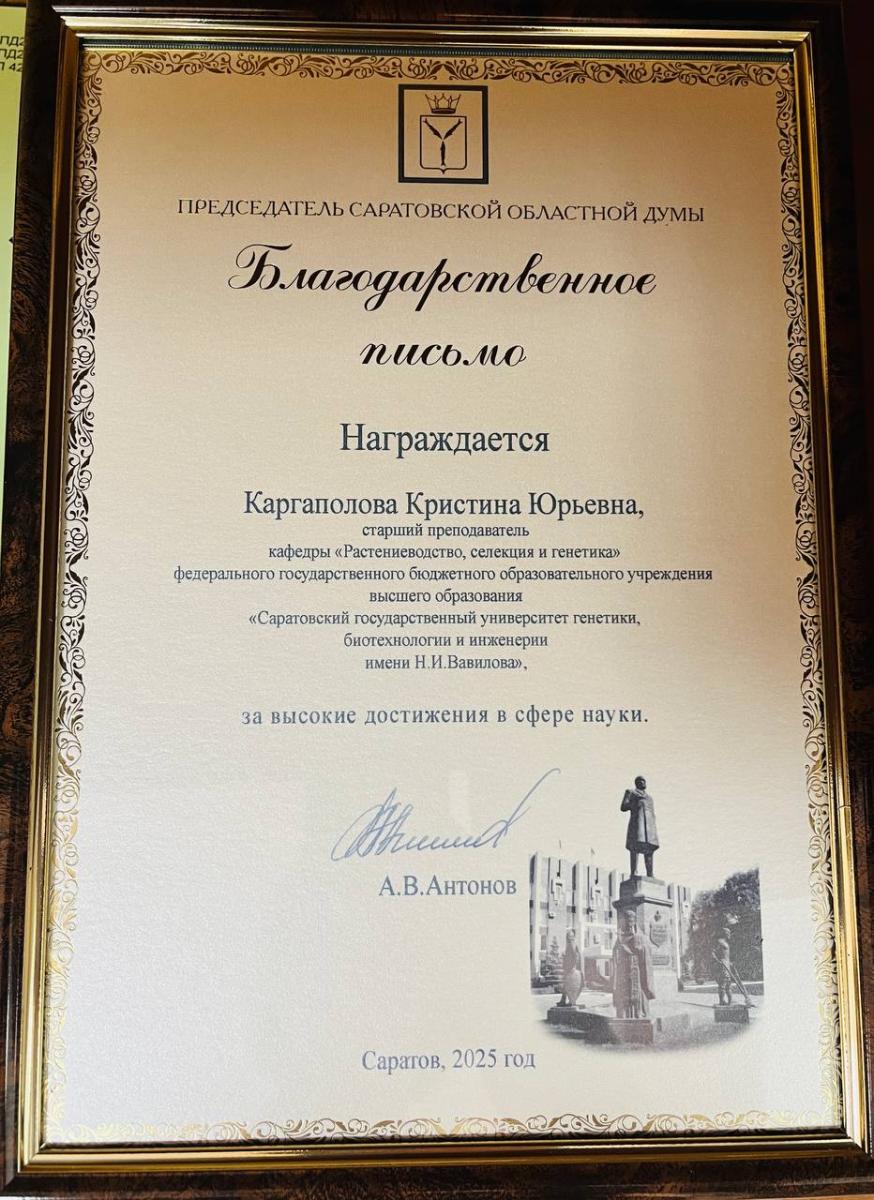 ПРЕДСЕДАТЕЛЬ САРАТОВСКОЙ ОБЛАСТНОЙ ДУМЫ
Благодарственное
письмо
Награждается
Каргаполова Кристина Юрьевна,
старший преподаватель
кафедры «Растениеводство, селекция и генетика»
федерального государственного бюджетного образовательного учреждения
высшего образования
«Саратовский государственный университет генетики,
биотехнологии и инженерии
имени Н.И.Вавилова»,
за высокие достижения в сфере науки.
А.В.Антонов
Саратов, 2025 год